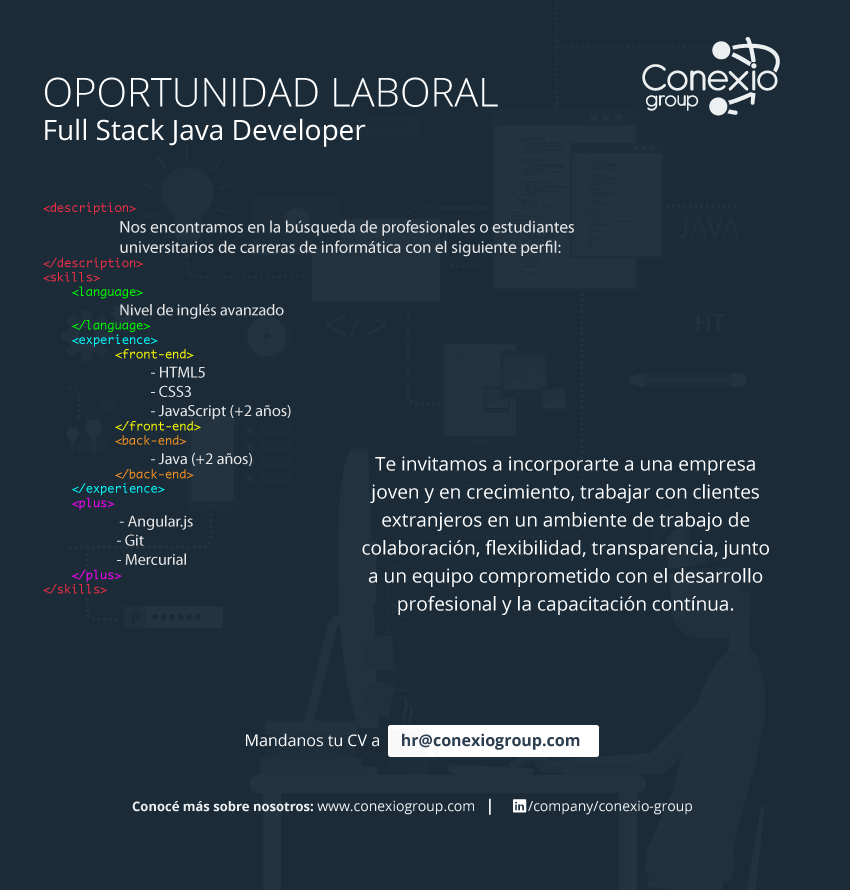 Conexio
group
OPORTUNIDAD LABORAL
Full Stack Java Developer
<description>
Nos encontramos en la búsqueda de profesionales o estudiantes
universitarios de carreras de informática con el siguiente perfil:
</description>
<skills>
<language>
Nivel de inglés avanzado
</language>
<experience>
<front-end>
- HTML5
- CSS3
- JavaScript (+2 años)
</front-end>
<back-end>
- Java (+2 años)
</back-end>
</experience>
<plus>
- Angular.js
- Git
- Mercurial
</plus>
</skills>
JAVA
</>
HT
Te invitamos a incorporarte a una empresa
joven y en crecimiento, trabajar con clientes
extranjeros en un ambiente de trabajo de
colaboración, flexibilidad, transparencia, junto
a un equipo comprometido con el desarrollo
profesional y la capacitación contínua.
Mandanos tu CV a hr@conexiogroup.com
Conocé más sobre nosotros: www.conexiogroup.com | in/company/conexio-group